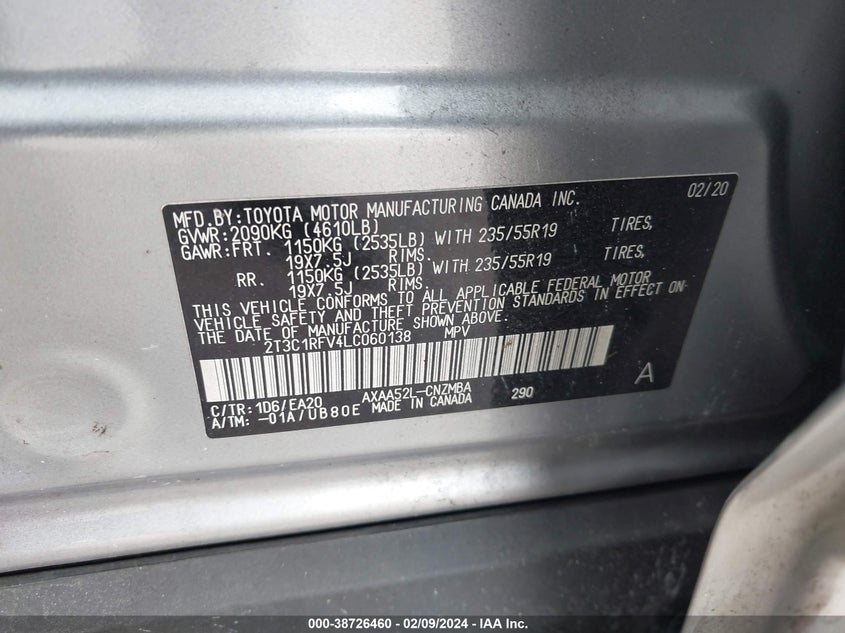 02/20
MFD.BY:TOYOTA MOTOR MANUFACTURING CANADA INC.
GVWR:2090KG (4610LB)
GAWR:FRT. 1150KG (2535LB) WITH 235/55R19 TIRES,
19X7.5J RIMS.
RR. 1150KG (2535LB) WITH 235/55R19 TIRES,
19X7.5J RIMS.
THIS VEHICLE CONFORMS TO ALL APPLICABLE FEDERAL MOTOR
VEHICLE SAFETY AND THEFT PREVENTION STANDARDS IN EFFECT ON
THE DATE OF MANUFACTURE SHOWN ABOVE.
2T3C1RFV4LC060138 MPV
C/TR: 1D6/EA20 AXAA52L-CNZMBA 290 A
A/TM: -01A/UB80E MADE IN CANADA
000-38726460 - 02/09/2024 - IAA Inc.